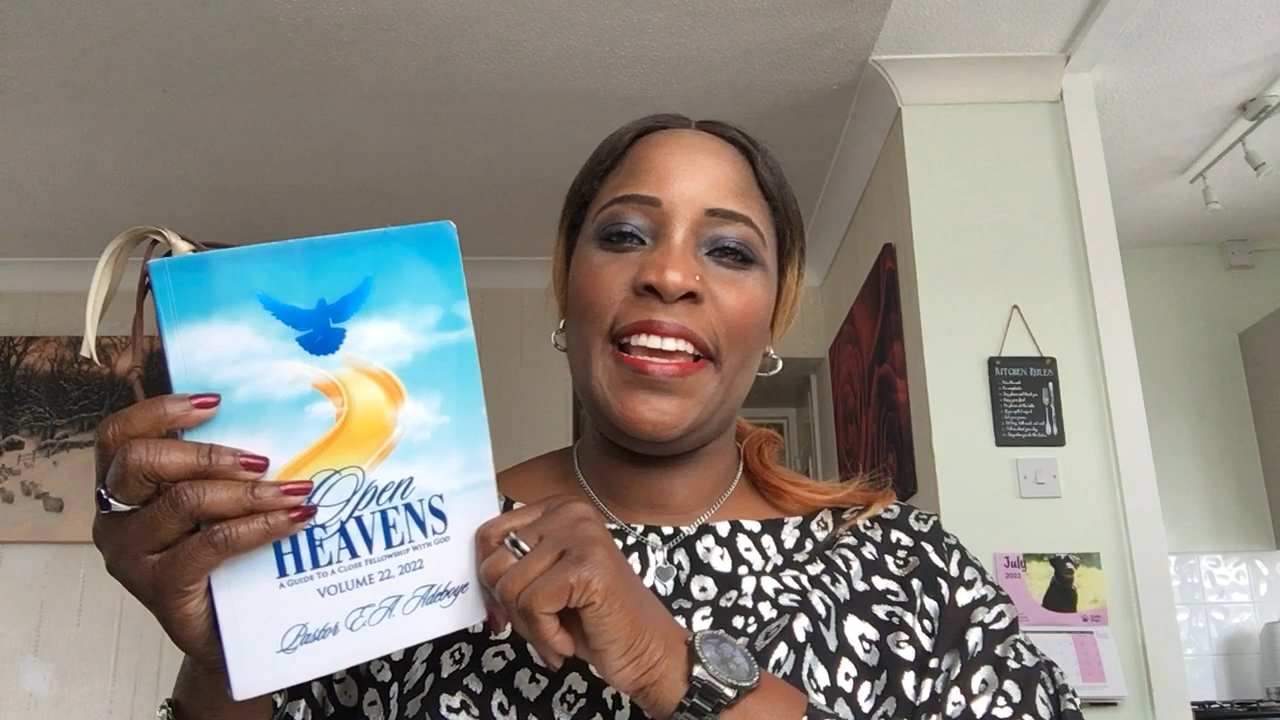 Open
HEAVENS
A GUIDE TO A CLOSE FELLOWSHIP WITH GOD
VOLUME 22, 2022
Pastor E.A. Adeboye
KITCHEN RULES
July
2022